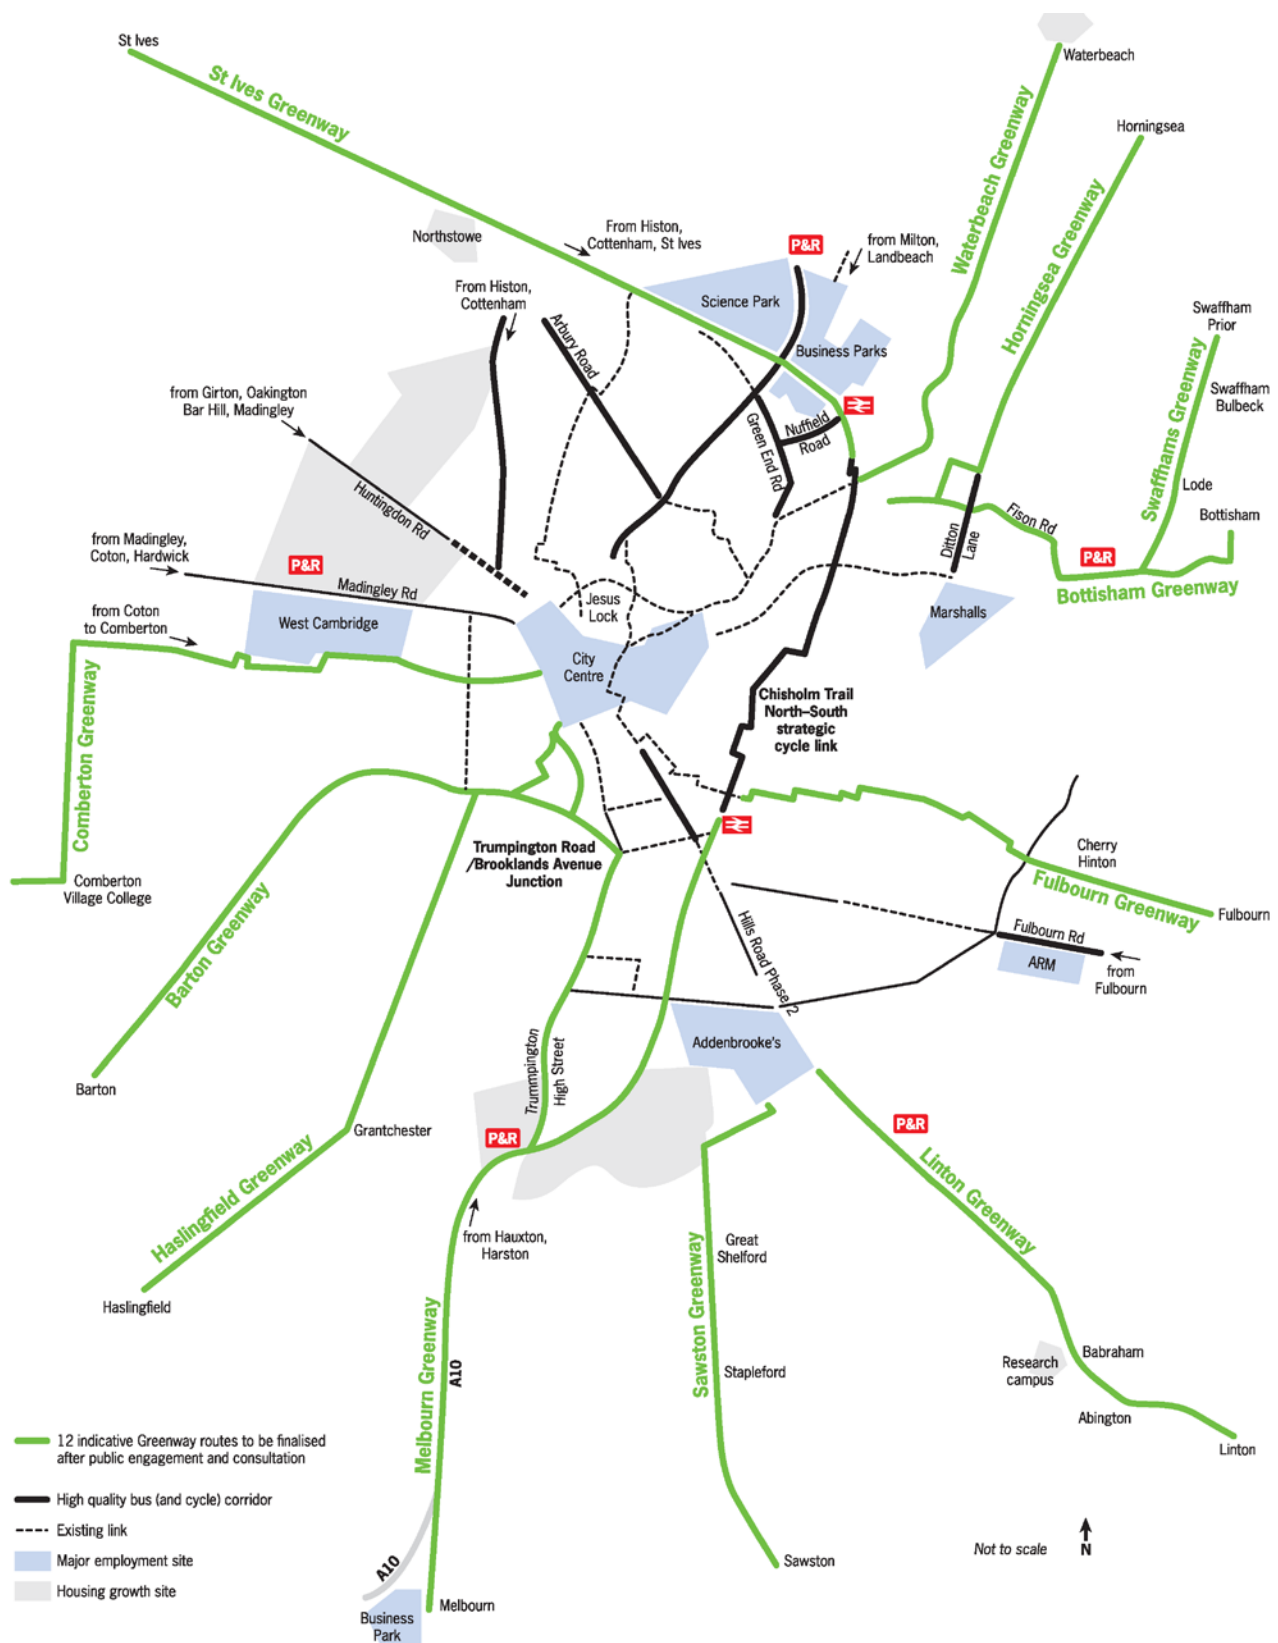 St Ives
St Ives Greenway
Waterbeach
Waterbeach Greenway
Horningsea
Horningsea Greenway
Northstowe
From Histon,
Cottenham, St Ives
P&R
from Milton,
Landbeach
Science Park
Business Parks
From Histon,
Cottenham
Arbury Road
Swaffham
Prior
Swaffham
Bulbeck
Swaffhams Greenway
Lode
Bottisham
from Girton, Oakington
Bar Hill, Madingley
Huntingdon Rd
Green End Rd
Nuffield
Road
Fison Rd
Ditton
Lane
P&R
Bottisham Greenway
from Madingley,
Coton, Hardwick
P&R
Madingley Rd
from Coton
to Comberton
West Cambridge
Jesus
Lock
Marshalls
City
Centre
Comberton Greenway
Chisholm Trail
North–South
strategic
cycle link
Comberton
Village College
Trumpington Road
/Brooklands Avenue
Junction
Cherry
Hinton
Fulbourn Greenway
Fulbourn
Barton Greenway
Hills Road Phase 1/2
Fulbourn Rd
ARM
from
Fulbourn
Addenbrooke's
Trummpington
High Street
Barton
Grantchester
P&R
P&R
Haslingfield Greenway
Linton Greenway
from Hauxton,
Harston
Great
Shelford
Haslingfield
Melbourn Greenway
A10
Sawston Greenway
Stapleford
Research
campus
Babraham
Abington
Linton
12 indicative Greenway routes to be finalised
after public engagement and consultation
High quality bus (and cycle) corridor
Existing link
Major employment site
Housing growth site
A10
Business
Park
Melbourn
Sawston
Not to scale
N